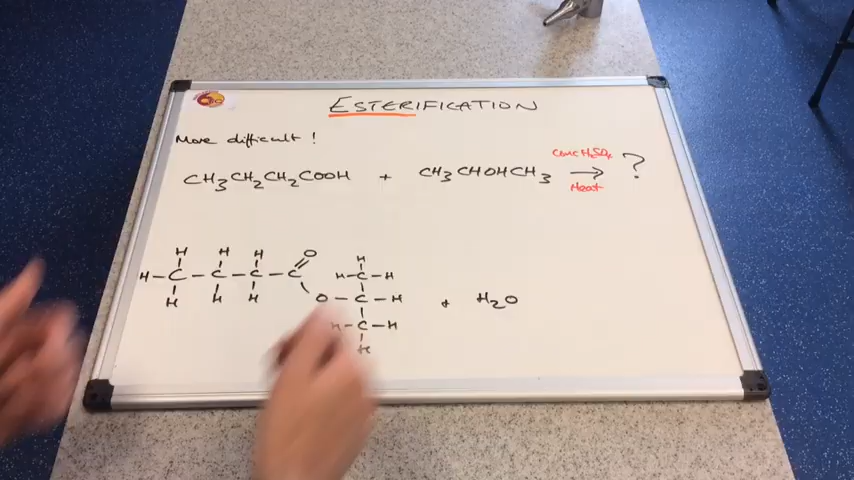 ESTERIFICATION
More difficult !
Conc H2SO4
CH3CH2CH2COOH + CH3CHOHCH3 → ?
Heat
H H H O H
H-C-C-C-C H-C-H
H H H O-C-H + H2O
H-C-H
H